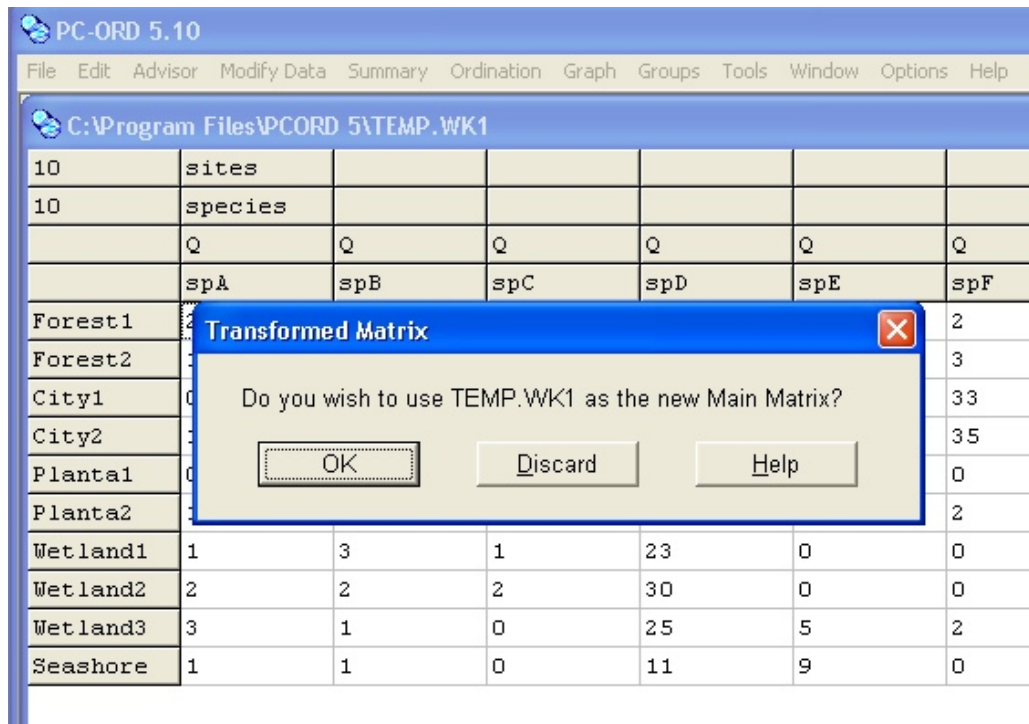 PC-ORD 5.10
File Edit Advisor Modify Data Summary Ordination Graph Groups Tools Window Options Help
C:\Program Files\PCORD 5\TEMP.WK1
10 sites
10 species
Q Q Q Q Q Q
spA spB spC spD spE spF
Forest1 2
Forest2 3
City1 33
City2 35
Planta1 0
Planta2 2
Transformed Matrix
Do you wish to use TEMP.WK1 as the new Main Matrix?
OK Discard Help
Wetland1 1 3 1 23 0 0
Wetland2 2 2 2 30 0 0
Wetland3 3 1 0 25 5 2
Seashore 1 1 0 11 9 0